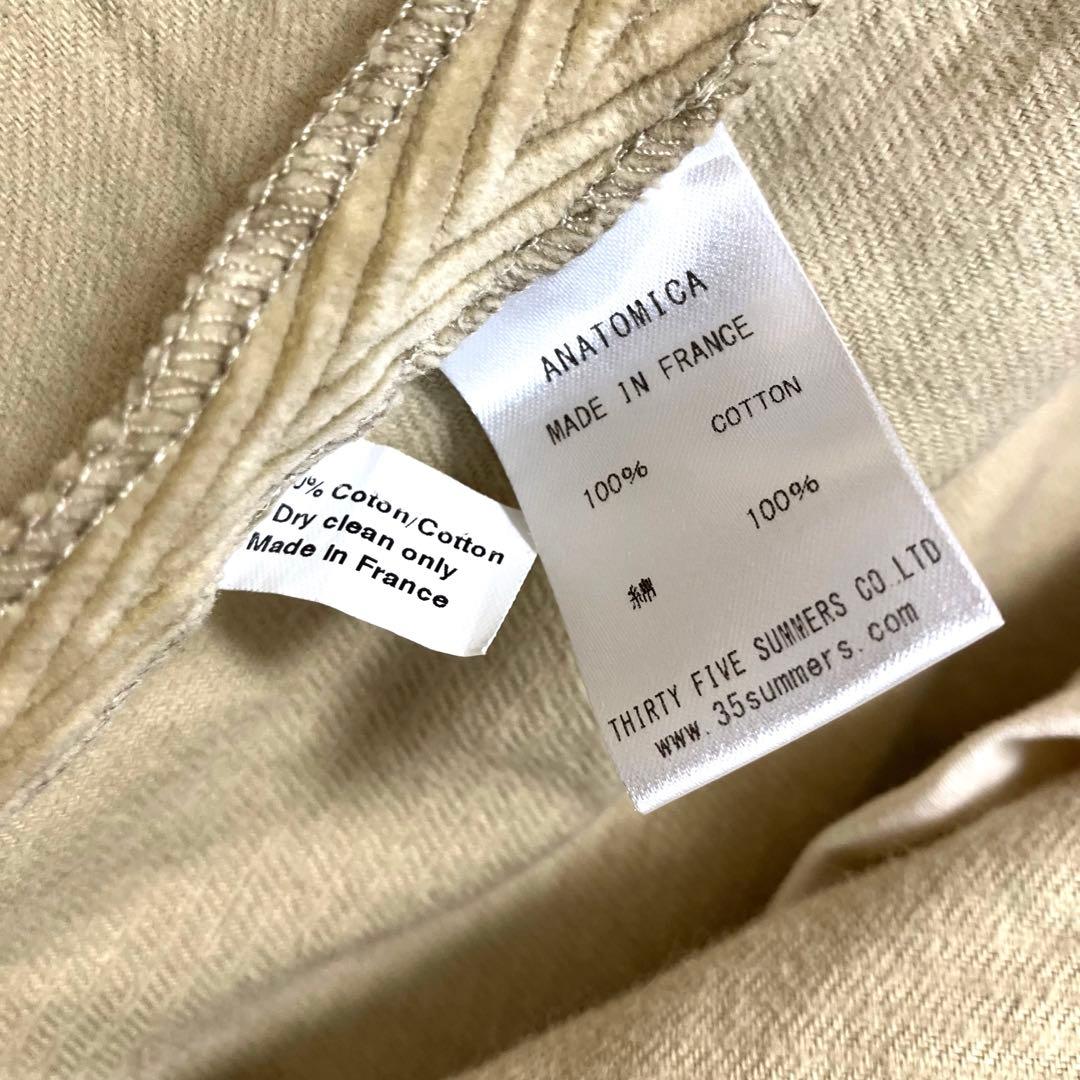 ANATOMICA
MADE IN FRANCE
100% COTTON
綿 100%
THIRTY FIVE SUMMERS CO.LTD
www.35summers.com
Coton/Cotton
Dry clean only
Made In France